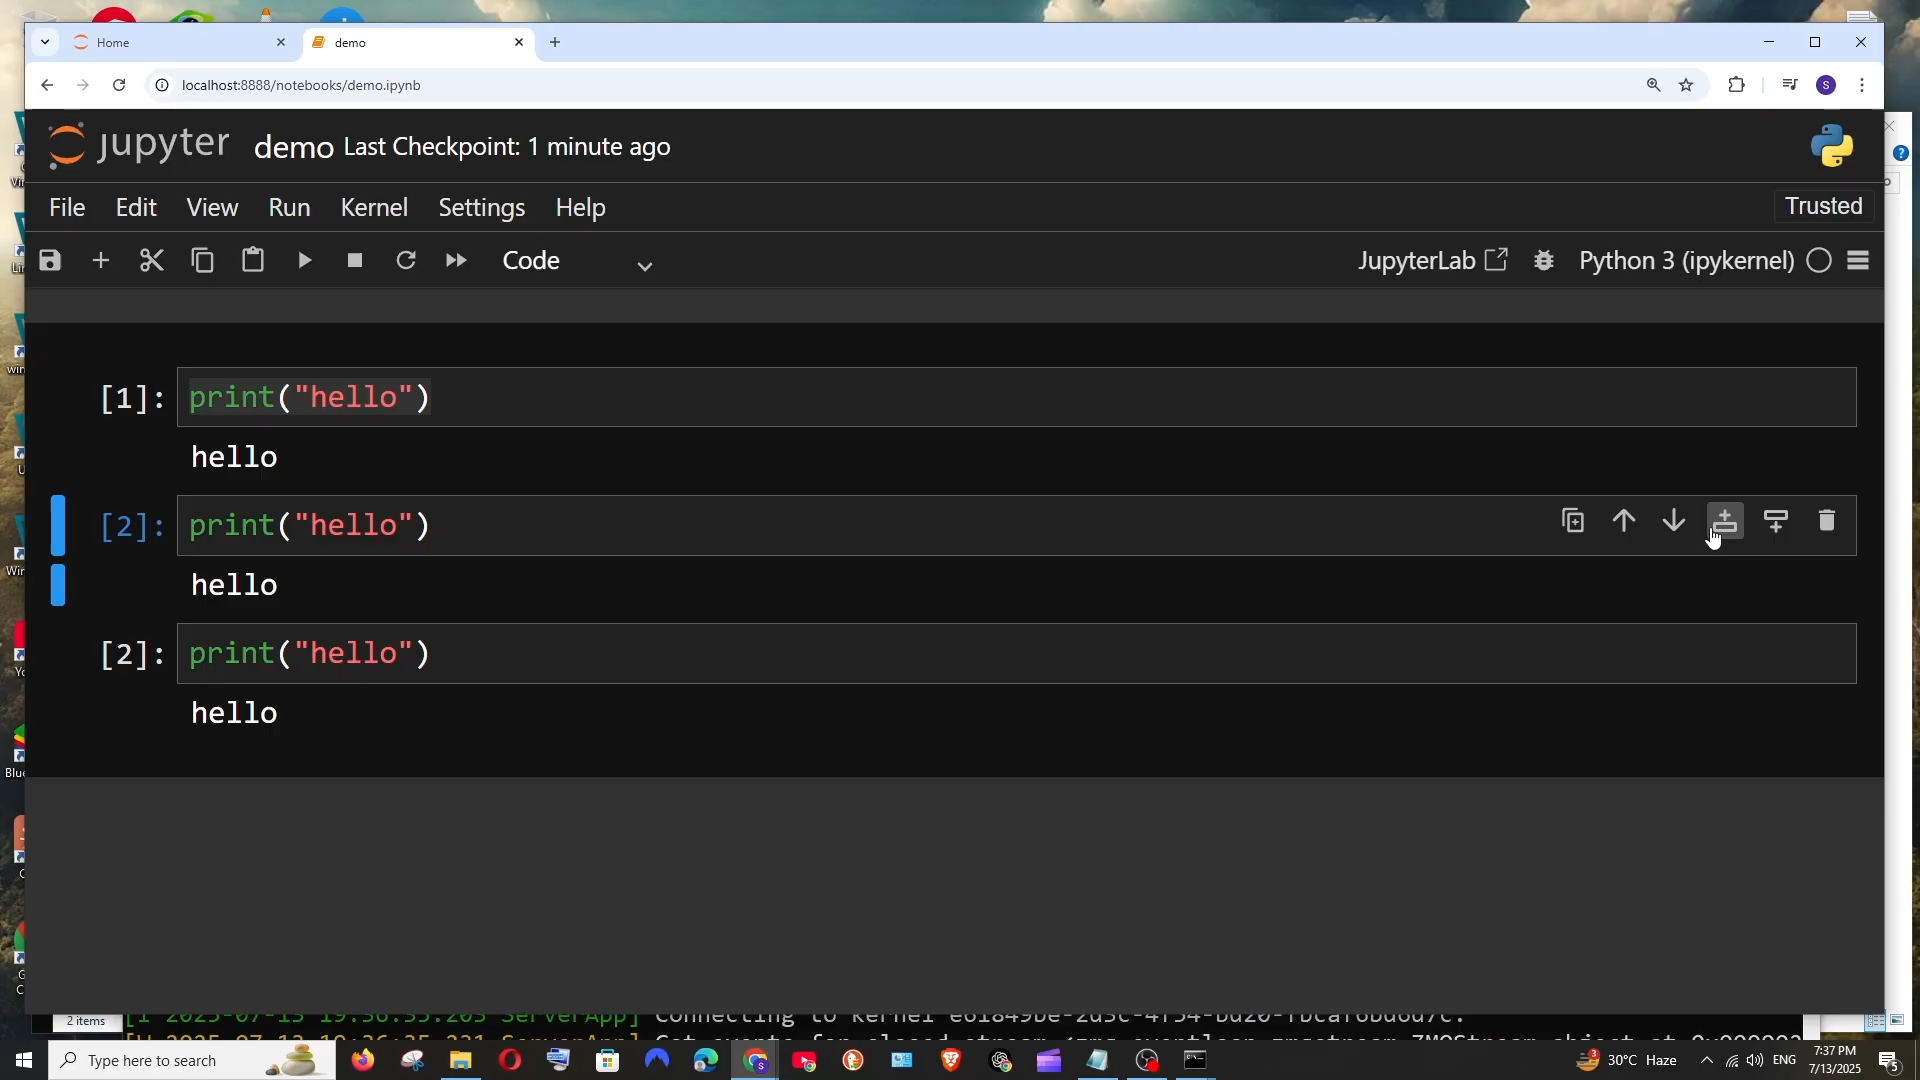 Home
demo
localhost:8888/notebooks/demo.ipynb
S
jupyter
demo Last Checkpoint: 1 minute ago
File Edit View Run Kernel Settings Help
Trusted
Code
JupyterLab
Python 3 (ipykernel)
[1]: print("hello")
hello
[2]: print("hello")
hello
[2]: print("hello")
hello
2 items
Type here to search
30°C Haze
ENG
7:37 PM
7/13/2025
5